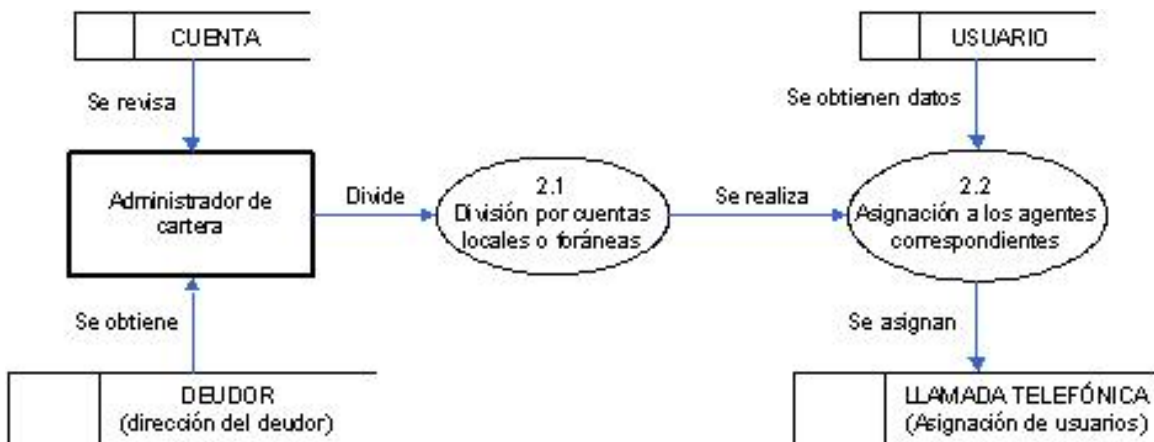 CUENTA
USUARIO
Se revisa
Se obtienen datos
Administrador de
cartera
Divide
2.1
División por cuentas
locales o foráneas
Se realiza
2.2
Asignación a los agentes
correspondientes
Se obtiene
Se asignan
DEUDOR
(dirección del deudor)
LLAMADA TELEFÓNICA
(Asignación de usuarios)